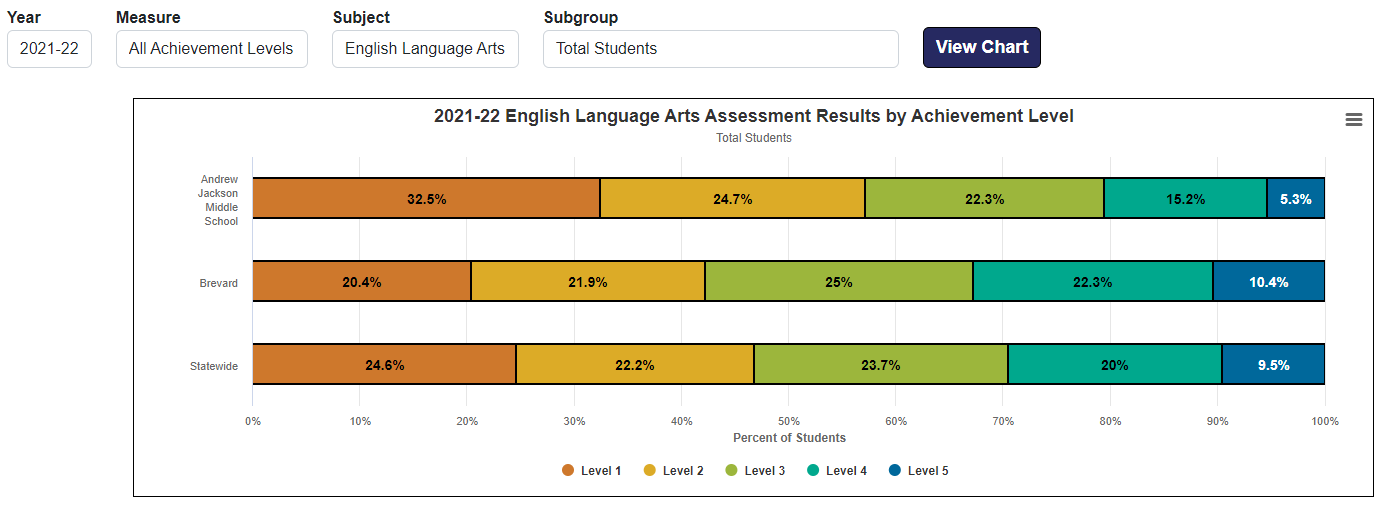 Year Measure Subject Subgroup
2021-22 All Achievement Levels English Language Arts Total Students View Chart
2021-22 English Language Arts Assessment Results by Achievement Level
Total Students
Andrew
Jackson
Middle
School
32.5% 24.7% 22.3% 15.2% 5.3%
Brevard 20.4% 21.9% 25% 22.3% 10.4%
Statewide 24.6% 22.2% 23.7% 20% 9.5%
0% 10% 20% 30% 40% 50% 60% 70% 80% 90% 100%
Percent of Students
Level 1 Level 2 Level 3 Level 4 Level 5